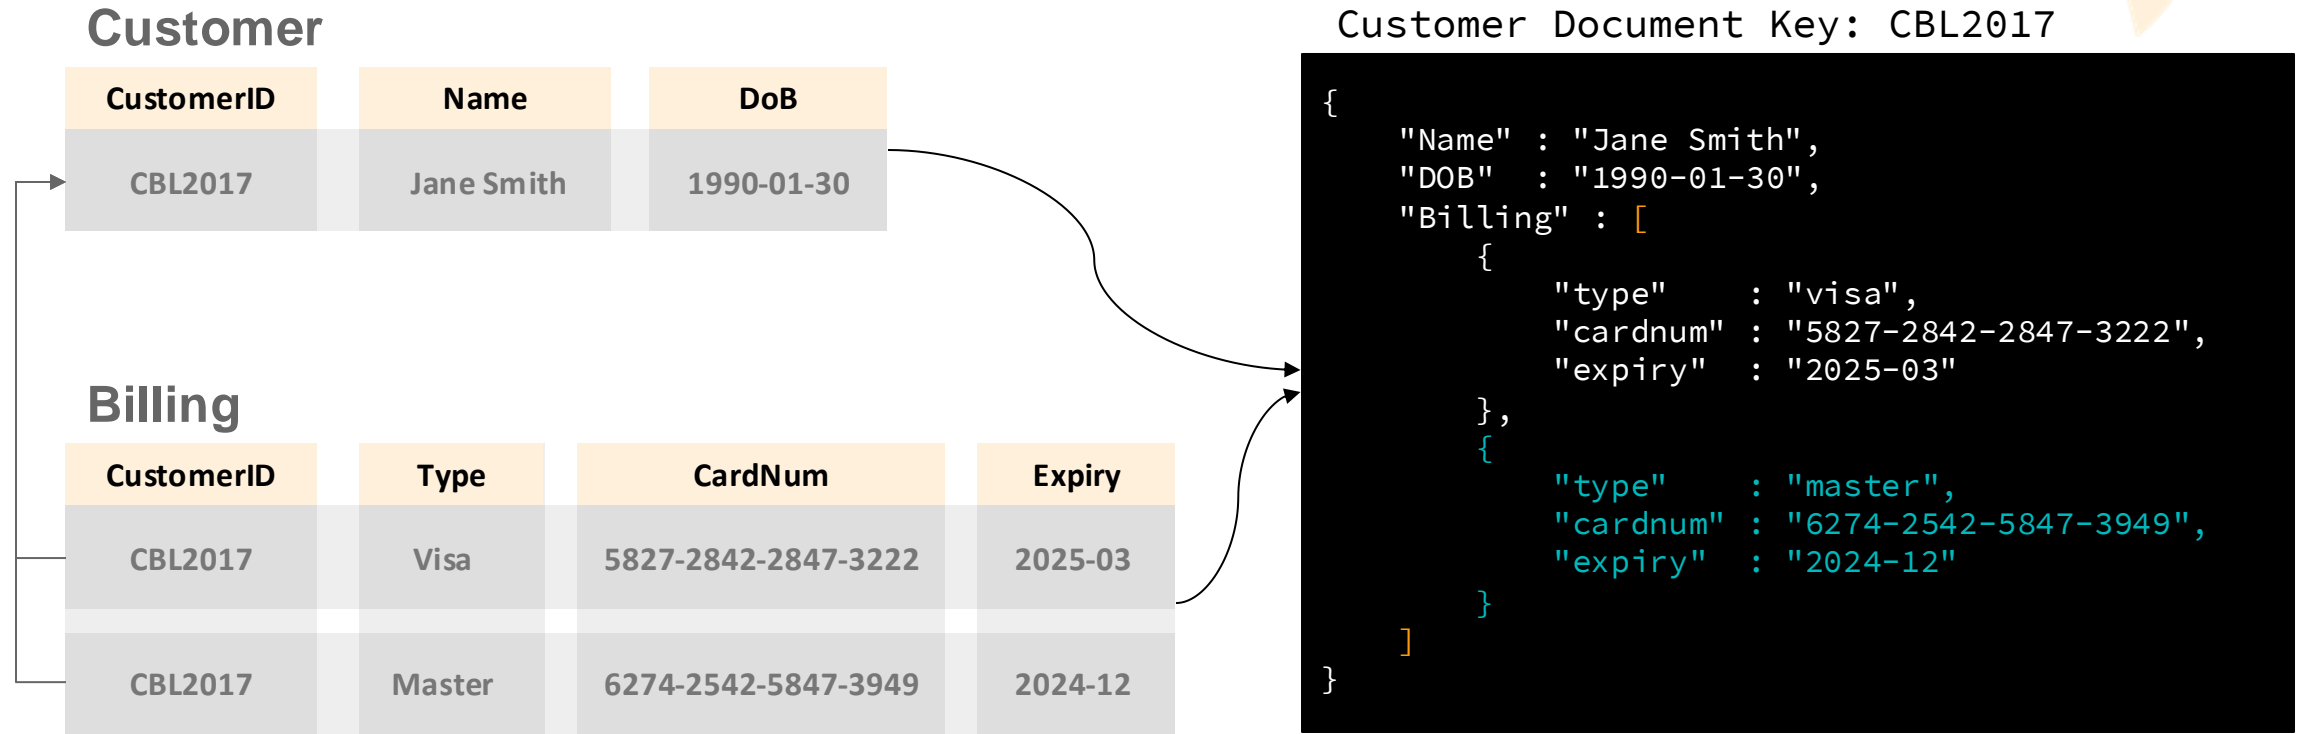 Customer
CustomerID Name DoB
CBL2017 Jane Smith 1990-01-30
Billing
CustomerID Type CardNum Expiry
CBL2017 Visa 5827-2842-2847-3222 2025-03
CBL2017 Master 6274-2542-5847-3949 2024-12
Customer Document Key: CBL2017
{
"Name" : "Jane Smith",
"DOB" : "1990-01-30",
"Billing" : [
{
"type" : "visa",
"cardnum" : "5827-2842-2847-3222",
"expiry" : "2025-03"
},
{
"type" : "master",
"cardnum" : "6274-2542-5847-3949",
"expiry" : "2024-12"
}
]
}